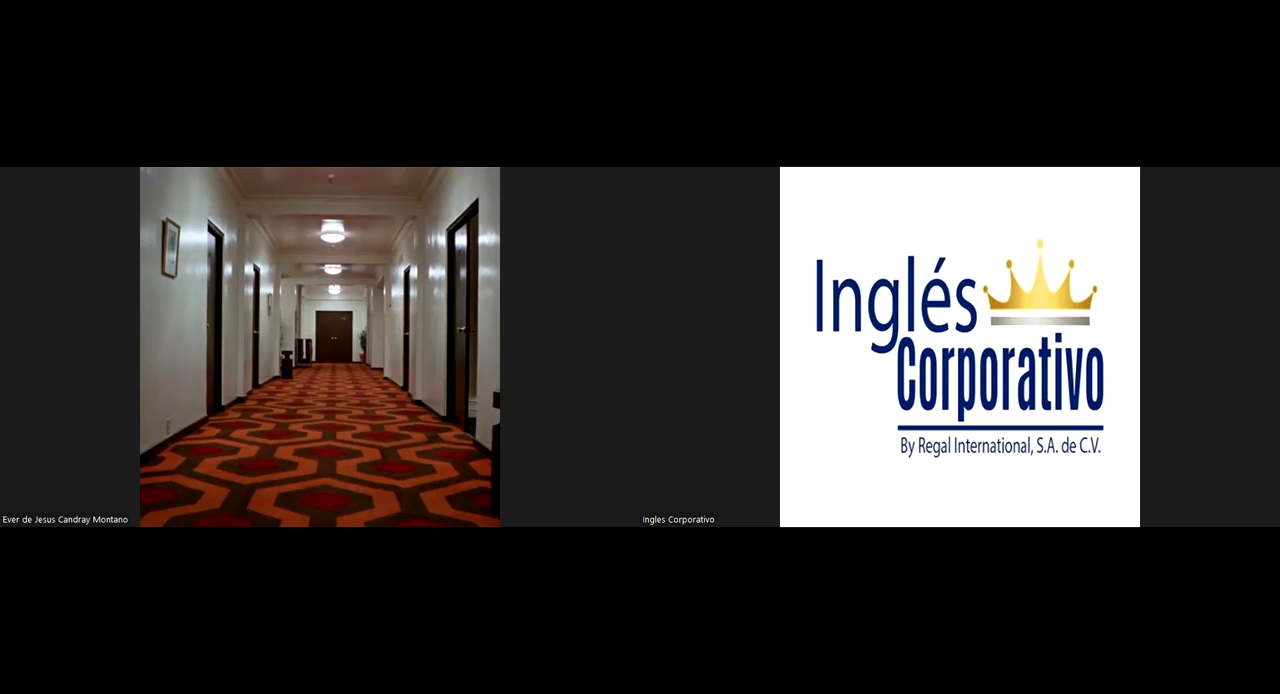 Inglés
Corporativo
By Regal International, S.A. de C.V.
Ever de Jesus Candray Montano
Ingles Corporativo